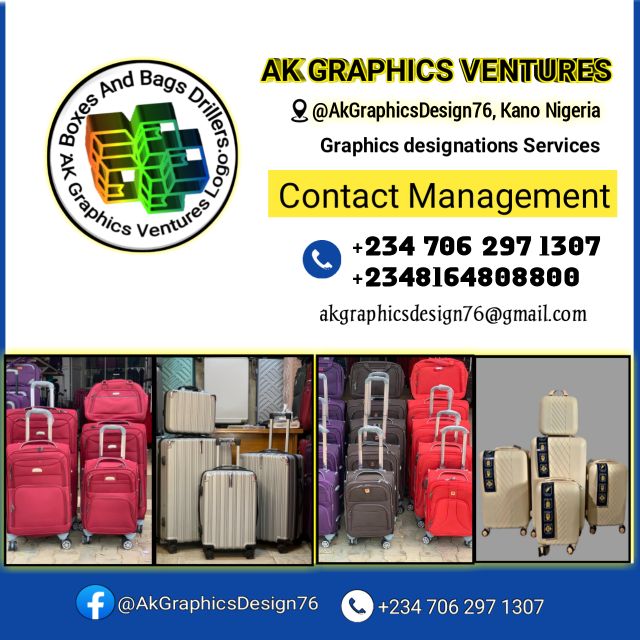 Boxes And Bags Drillers.
AK Graphics Ventures Logo.
AK GRAPHICS VENTURES
@AkGraphicsDesign76, Kano Nigeria
Graphics designations Services
Contact Management
+234 706 297 1307
+2348164808800
akgraphicsdesign76@gmail.com
@AkGraphicsDesign76
+234 706 297 1307